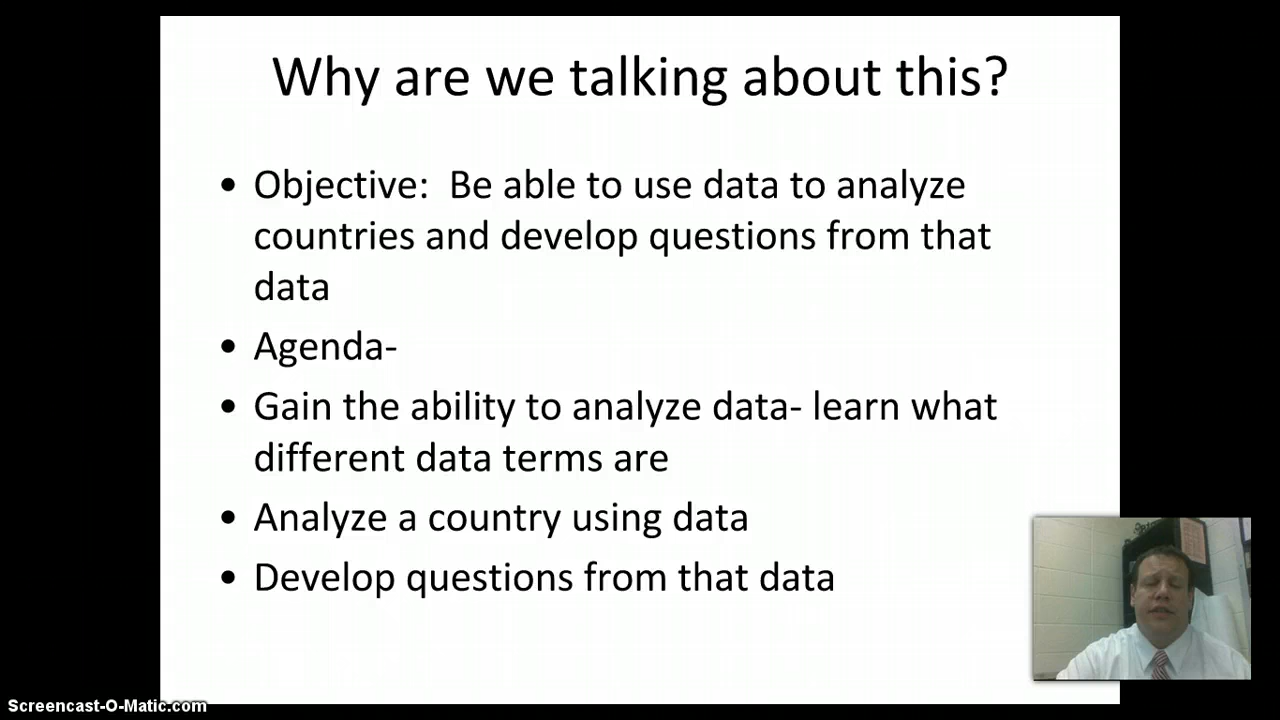 Why are we talking about this?
• Objective:  Be able to use data to analyze
countries and develop questions from that
data
• Agenda-
• Gain the ability to analyze data- learn what
different data terms are
• Analyze a country using data
• Develop questions from that data
Screencast-O-Matic.com